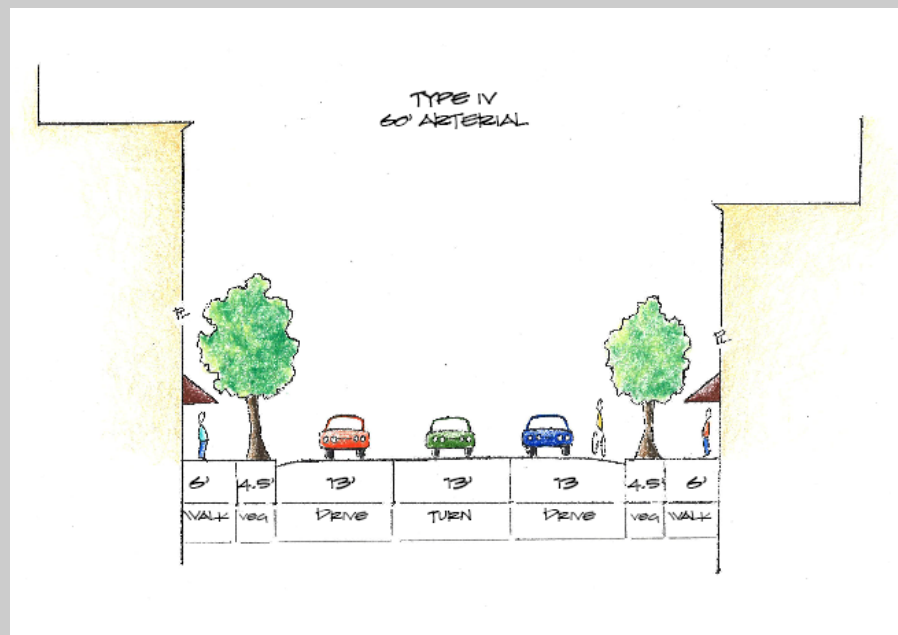 TYPE IV
60' ARTERIAL
PL
PL
6' 4.5' 13' 13' 13 4.5' 6'
WALK VEG DRIVE TURN DRIVE VEG WALK